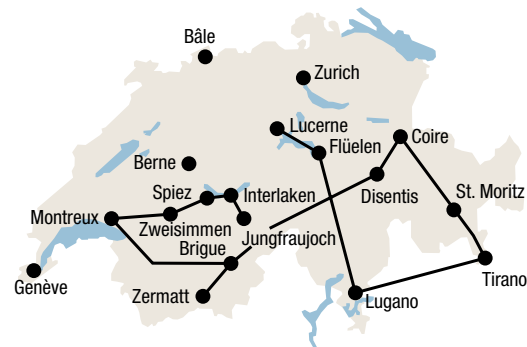 Bâle
Zurich
Lucerne
Flüelen
Coire
Berne
Disentis
Spiez
Interlaken
St. Moritz
Montreux
Zweisimmen
Jungfraujoch
Brigue
Tirano
Genève
Zermatt
Lugano